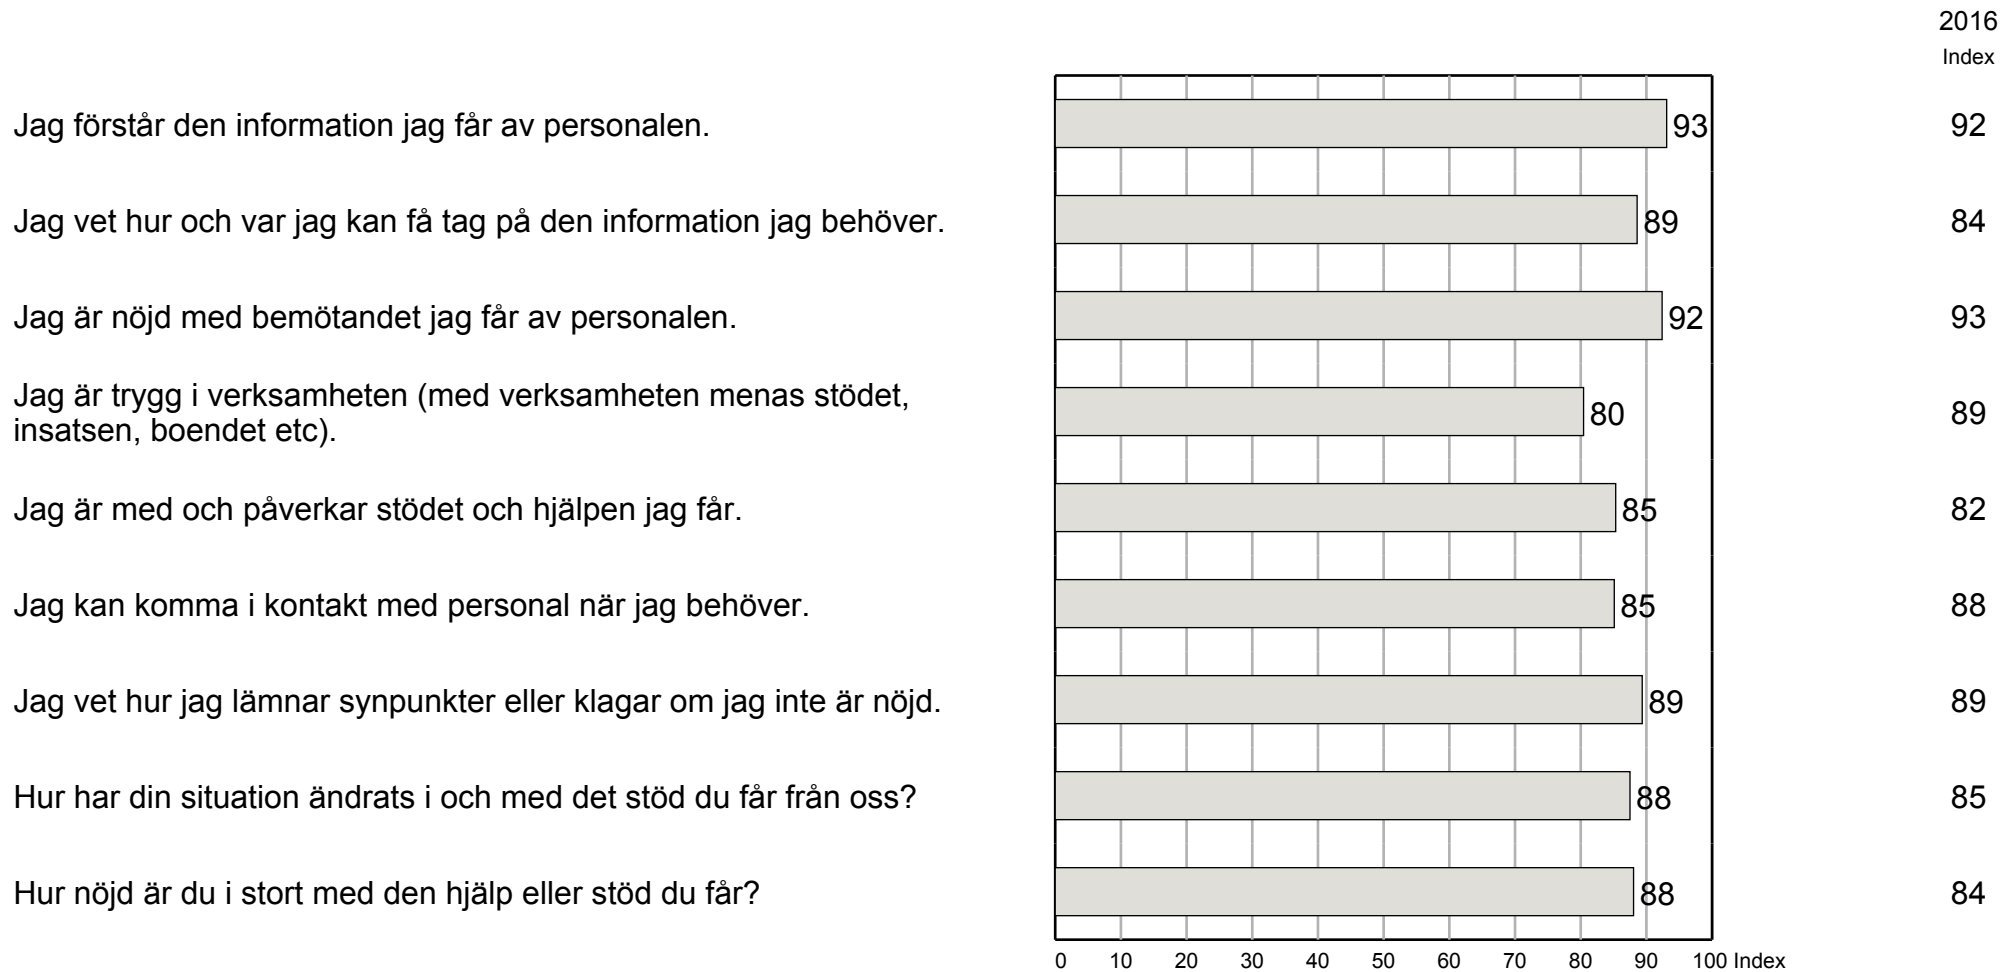 2016
Index
Jag förstår den information jag får av personalen. 93 92
Jag vet hur och var jag kan få tag på den information jag behöver. 89 84
Jag är nöjd med bemötandet jag får av personalen. 92 93
Jag är trygg i verksamheten (med verksamheten menas stödet,
insatsen, boendet etc). 80 89
Jag är med och påverkar stödet och hjälpen jag får. 85 82
Jag kan komma i kontakt med personal när jag behöver. 85 88
Jag vet hur jag lämnar synpunkter eller klagar om jag inte är nöjd. 89 89
Hur har din situation ändrats i och med det stöd du får från oss? 88 85
Hur nöjd är du i stort med den hjälp eller stöd du får? 88 84
0 10 20 30 40 50 60 70 80 90 100 Index